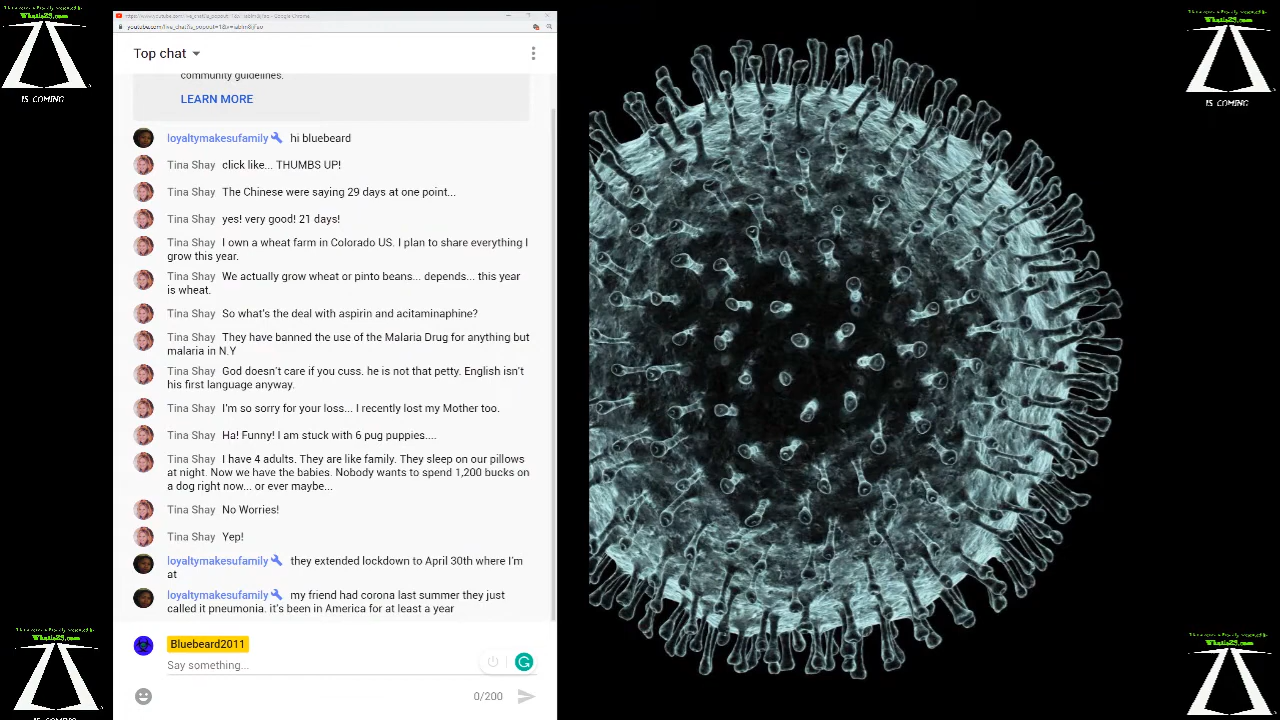 Whatis23.com
IS COMING
Whatis23.com
IS COMING
Top chat
community guidelines.
LEARN MORE
loyaltymakesufamily hi bluebeard
Tina Shay click like... THUMBS UP!
Tina Shay The Chinese were saying 29 days at one point...
Tina Shay yes! very good! 21 days!
Tina Shay I own a wheat farm in Colorado US. I plan to share everything I
grow this year.
Tina Shay We actually grow wheat or pinto beans... depends... this year
is wheat.
Tina Shay So what's the deal with aspirin and acitaminaphine?
Tina Shay They have banned the use of the Malaria Drug for anything but
malaria in N.Y
Tina Shay God doesn't care if you cuss. he is not that petty. English isn't
his first language anyway.
Tina Shay I'm so sorry for your loss... I recently lost my Mother too.
Tina Shay Ha! Funny! I am stuck with 6 pug puppies....
Tina Shay I have 4 adults. They are like family. They sleep on our pillows
at night. Now we have the babies. Nobody wants to spend 1,200 bucks on
a dog right now... or ever maybe...
Tina Shay No Worries!
Tina Shay Yep!
loyaltymakesufamily they extended lockdown to April 30th where I'm
at
loyaltymakesufamily my friend had corona last summer they just
called it pneumonia. it's been in America for at least a year
Bluebeard2011
Say something...
0/200
Whatis23.com
IS COMING
Whatis23.com